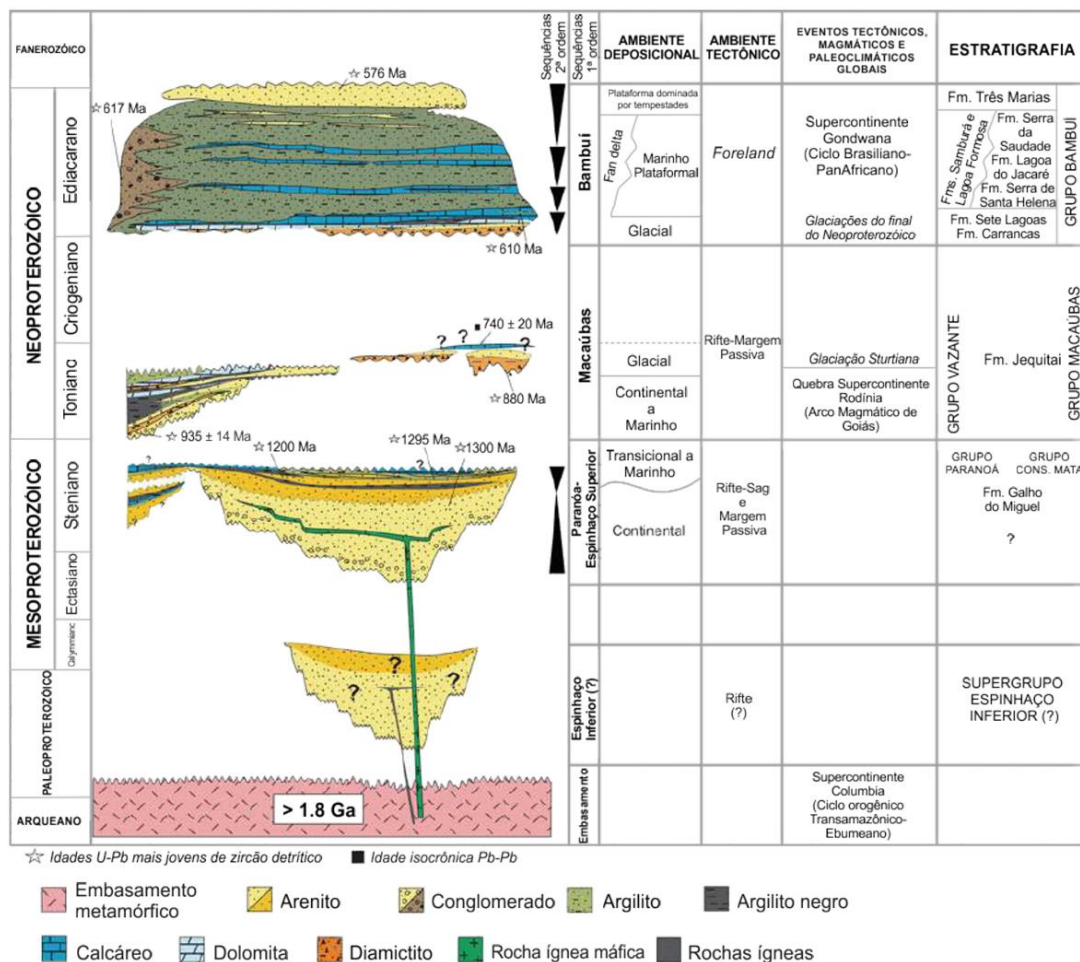 FANEROZÓICO
NEOPROTEROZÓICO
Ediacarano
Criogeniano
Toniano
MESOPROTEROZÓICO
Steniano
Ectasiano
Calymmianc
PALEOPROTEROZÓICO
ARQUEANO
576 Ma
617 Ma
610 Ma
? ? ?
740 ± 20 Ma
880 Ma
935 ± 14 Ma
?
1200 Ma
?
1295 Ma
1300 Ma
?
? ?
> 1.8 Ga
Sequências
2ª ordem
Sequências
1ª ordem
Bambuí
Macaúbas
Paranóa-
Espinhaço Superior
Espinhaço
Inferior (?)
Embasamento
AMBIENTE
DEPOSICIONAL
Plataforma dominada
por tempestades
Fan delta
Marinho
Plataformal
Glacial
Glacial
Continental
a
Marinho
Transicional a
Marinho
Continental
AMBIENTE
TECTÔNICO
Foreland
Rifte-Margem
Passiva
Rifte-Sag
e
Margem
Passiva
Rifte
(?)
EVENTOS TECTÔNICOS,
MAGMÁTICOS E
PALEOCLIMÁTICOS
GLOBAIS
Supercontinente
Gondwana
(Ciclo Brasiliano-
PanAfricano)
Glaciações do final
do Neoproterozóico
Glaciação Sturtiana
Quebra Supercontinente
Rodínia
(Arco Magmático de
Goiás)
Supercontinente
Columbia
(Ciclo orogênico
Transamazônico-
Ebumeano)
ESTRATIGRAFIA
Fm. Três Marias
Fms. Samburá e
Lagoa Formosa
Fm. Serra
da
Saudade
Fm. Lagoa
do Jacaré
Fm. Serra de
Santa Helena
Fm. Sete Lagoas
Fm. Carrancas
GRUPO BAMBUÍ
GRUPO VAZANTE
Fm. Jequitai
GRUPO MACAÚBAS
GRUPO
PARANOÁ
GRUPO
CONS. MATA
Fm. Galho
do Miguel
?
SUPERGRUPO
ESPINHAÇO
INFERIOR (?)
Idades U-Pb mais jovens de zircão detrítico
Idade isocrônica Pb-Pb
Embasamento
metamórfico
Arenito
Conglomerado
Argilito
Argilito negro
Calcáreo
Dolomita
Diamictito
Rocha ígnea máfica
Rochas ígneas